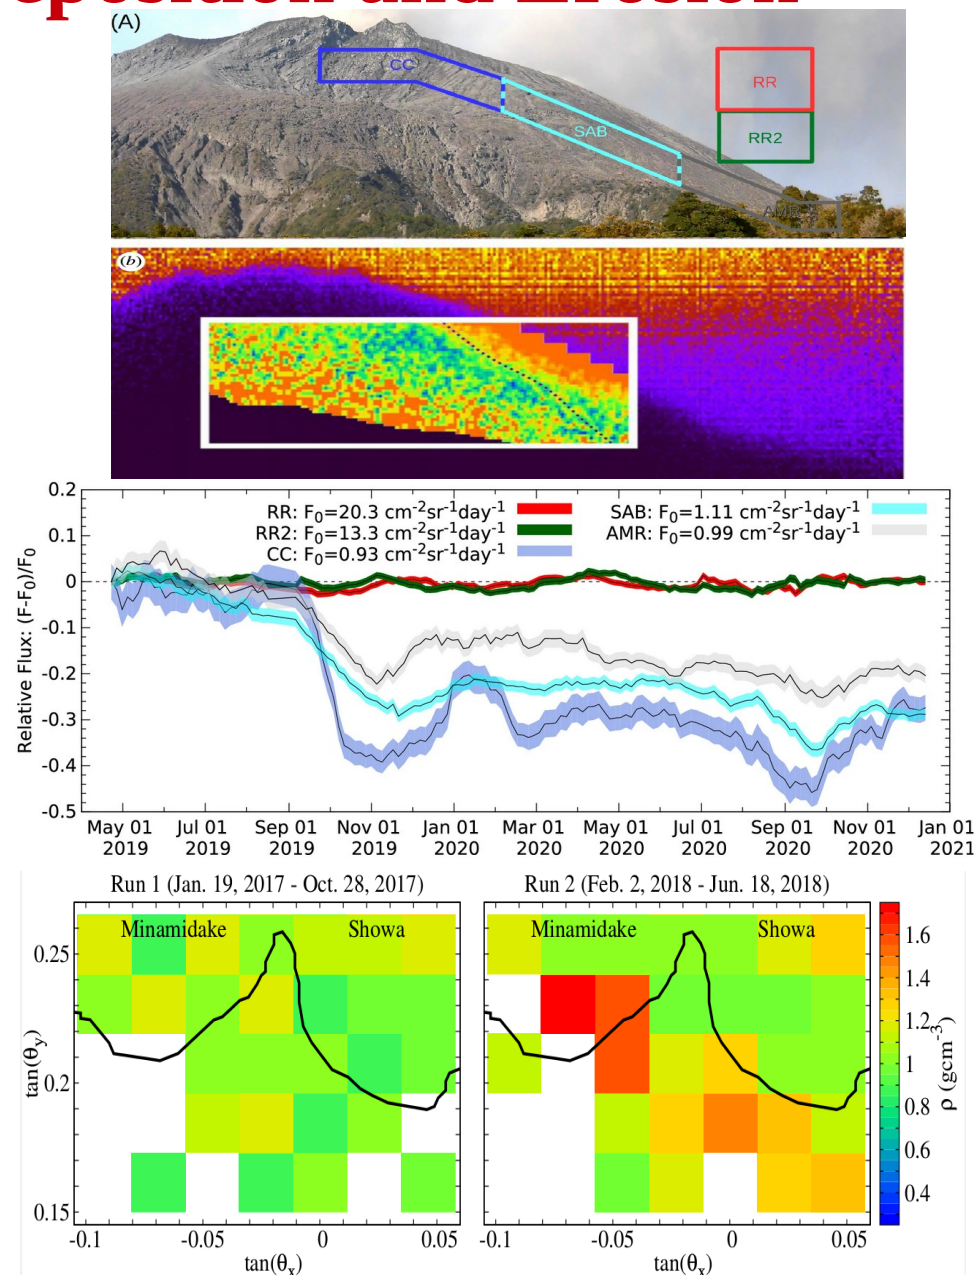 eposition and Erosion
(A)
CC
SAB
RR
RR2
AMR
(b)
RR: F0=20.3 cm-2sr-1day-1
RR2: F0=13.3 cm-2sr-1day-1
CC: F0=0.93 cm-2sr-1day-1
SAB: F0=1.11 cm-2sr-1day-1
AMR: F0=0.99 cm-2sr-1day-1
Relative Flux: (F-F0)/F0
0.2
0.1
0
-0.1
-0.2
-0.3
-0.4
-0.5
May 01 Jul 01 Sep 01 Nov 01 Jan 01 Mar 01 May 01 Jul 01 Sep 01 Nov 01 Jan 01
2019 2019 2019 2019 2020 2020 2020 2020 2020 2020 2021
Run 1 (Jan. 19, 2017 - Oct. 28, 2017)
Minamidake Showa
tan(θy)
0.25
0.2
0.15
-0.1 -0.05 0 0.05
tan(θx)
Run 2 (Feb. 2, 2018 - Jun. 18, 2018)
Minamidake Showa
-0.1 -0.05 0 0.05
tan(θx)
1.6
1.4
1.2
1
0.8
0.6
0.4
ρ (gcm-3)